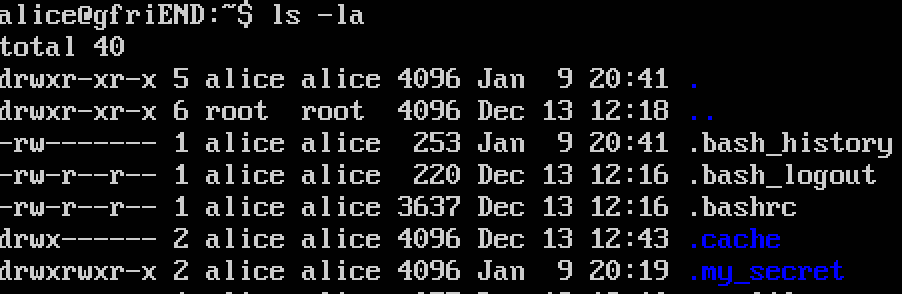 alice@gfriEND:~$ ls -la
total 40
drwxr-xr-x 5 alice alice 4096 Jan  9 20:41 .
drwxr-xr-x 6 root  root  4096 Dec 13 12:18 ..
-rw------- 1 alice alice  253 Jan  9 20:41 .bash_history
-rw-r--r-- 1 alice alice  220 Dec 13 12:16 .bash_logout
-rw-r--r-- 1 alice alice 3637 Dec 13 12:16 .bashrc
drwx------ 2 alice alice 4096 Dec 13 12:43 .cache
drwxrwxr-x 2 alice alice 4096 Jan  9 20:19 .my_secret